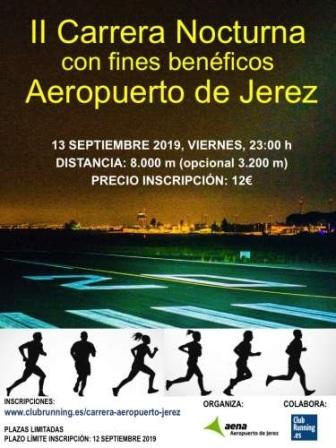 II Carrera Nocturna
con fines benéficos
Aeropuerto de Jerez
13 SEPTIEMBRE 2019, VIERNES, 23:00 h
DISTANCIA: 8.000 m (opcional 3.200 m)
PRECIO INSCRIPCIÓN: 12€
20
INSCRIPCIONES:
www.clubrunning.es/carrera-aeropuerto-jerez
PLAZAS LIMITADAS
PLAZO LÍMITE INSCRIPCIÓN: 12 SEPTIEMBRE 2019
ORGANIZA:
aena
Aeropuerto de Jerez
COLABORA:
Club
Running
.es